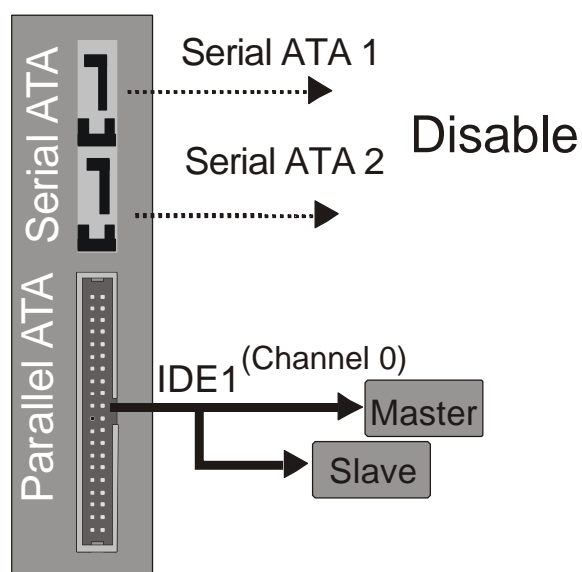 Serial ATA
Serial ATA 1
Disable
Serial ATA 2
Parallel ATA
IDE1 (Channel 0)
Master
Slave